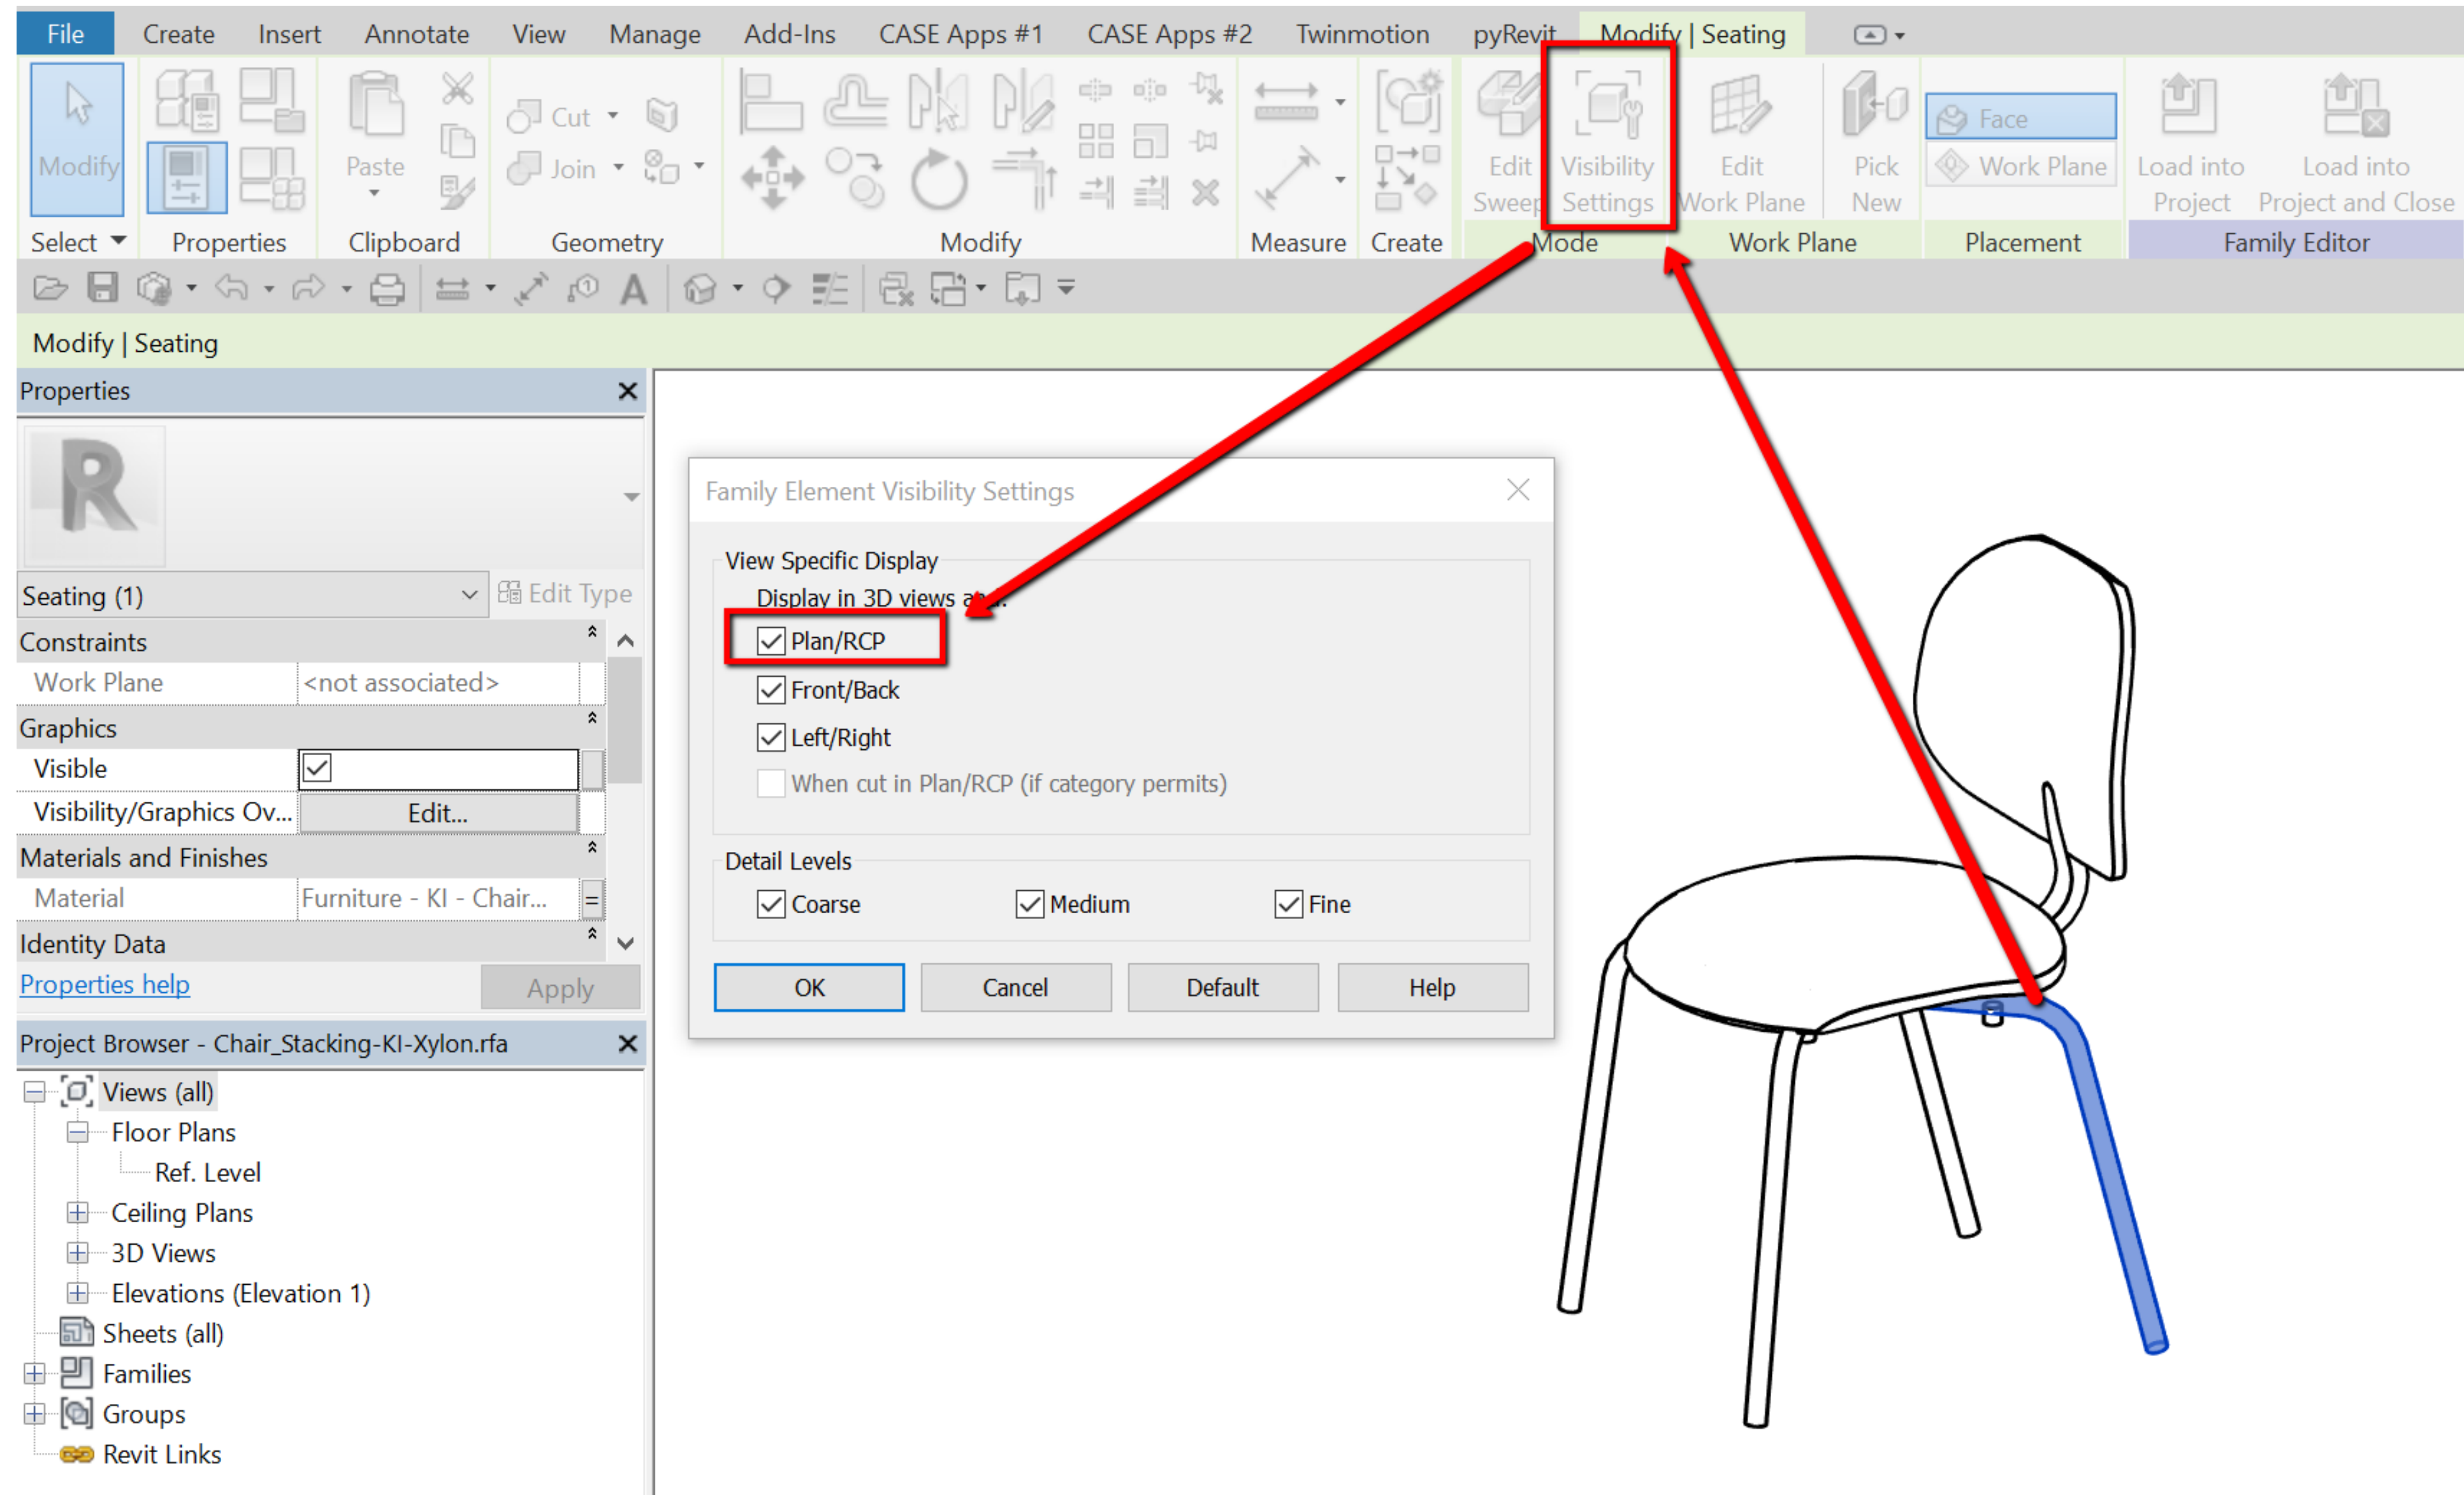 File Create Insert Annotate View Manage Add-Ins CASE Apps #1 CASE Apps #2 Twinmotion pyRevit Modify | Seating
Modify
Paste
Cut
Join
Edit Sweep
Visibility Settings
Edit Work Plane
Pick New
Face
Work Plane
Load into Project
Load into Project and Close
Select Properties Clipboard Geometry Modify Measure Create Mode Work Plane Placement Family Editor
A
Modify | Seating
Properties
R
Seating (1) Edit Type
Constraints
Work Plane <not associated>
Graphics
Visible
Visibility/Graphics Ov... Edit...
Materials and Finishes
Material Furniture - KI - Chair... =
Identity Data
Properties help Apply
Project Browser - Chair_Stacking-KI-Xylon.rfa
Views (all)
Floor Plans
Ref. Level
Ceiling Plans
3D Views
Elevations (Elevation 1)
Sheets (all)
Families
Groups
Revit Links
Family Element Visibility Settings
View Specific Display
Display in 3D views
Plan/RCP
Front/Back
Left/Right
When cut in Plan/RCP (if category permits)
Detail Levels
Coarse Medium Fine
OK Cancel Default Help